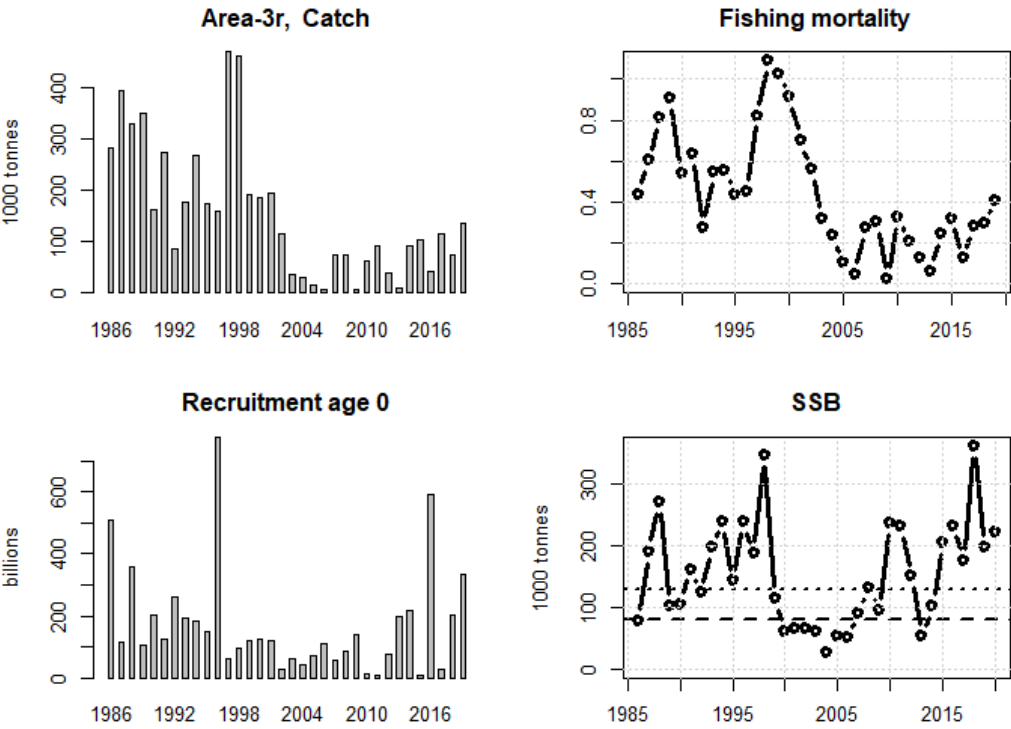 Area-3r, Catch
1000 tonnes
400
300
200
100
0
1986 1992 1998 2004 2010 2016
Fishing mortality
0.8
0.4
0.0
1985 1995 2005 2015
Recruitment age 0
billions
600
400
200
0
1986 1992 1998 2004 2010 2016
SSB
1000 tonnes
300
200
100
0
1985 1995 2005 2015